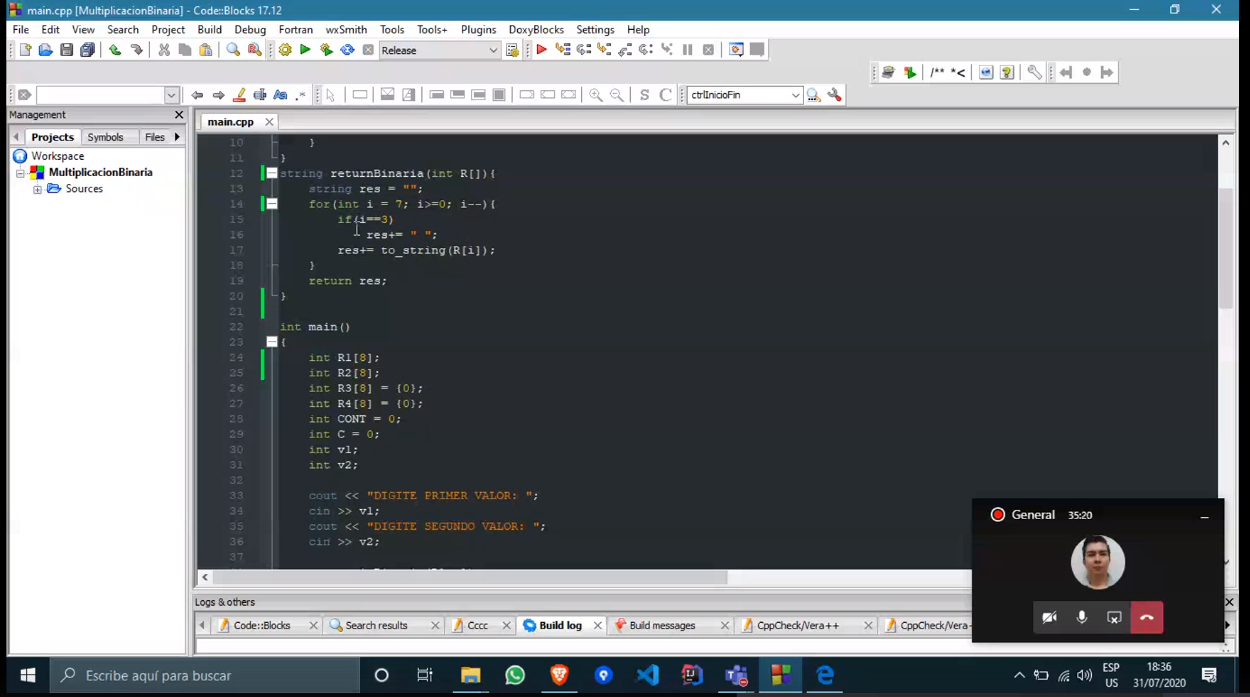 main.cpp [MultiplicacionBinaria] - Code::Blocks 17.12
File Edit View Search Project Build Debug Fortran wxSmith Tools Tools+ Plugins DoxyBlocks Settings Help
Release
/** *<
S C ctrlInicioFin
Management
Projects Symbols Files
Workspace
MultiplicacionBinaria
Sources
main.cpp
10 }
11 }
12 string returnBinaria(int R[]){
13 string res = "";
14 for(int i = 7; i>=0; i--){
15 if(i==3)
16 res+= " ";
17 res+= to_string(R[i]);
18 }
19 return res;
20 }
21
22 int main()
23 {
24 int R1[8];
25 int R2[8];
26 int R3[8] = {0};
27 int R4[8] = {0};
28 int CONT = 0;
29 int C = 0;
30 int v1;
31 int v2;
32
33 cout << "DIGITE PRIMER VALOR: ";
34 cin >> v1;
35 cout << "DIGITE SEGUNDO VALOR: ";
36 cin >> v2;
37
General 35:20
Logs & others
Code::Blocks Search results Cccc Build log Build messages CppCheck/Vera++ CppCheck/Vera
Escribe aquí para buscar
ESP
US
18:36
31/07/2020